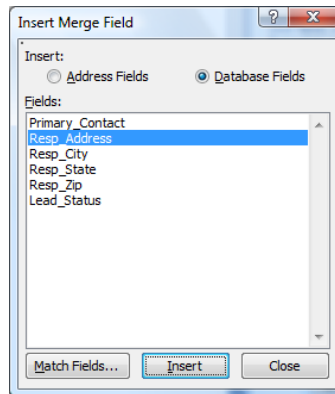 Insert Merge Field
Insert:
Address Fields
Database Fields
Fields:
Primary_Contact
Resp_Address
Resp_City
Resp_State
Resp_Zip
Lead_Status
Match Fields...
Insert
Close